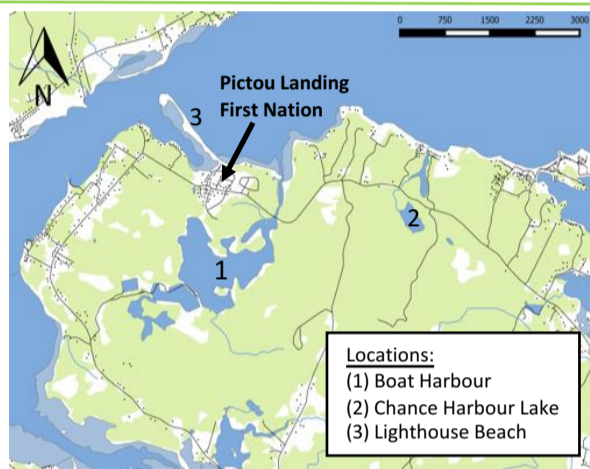 0 750 1500 2250 3000
N
Pictou Landing
First Nation
3
2
1
Locations:
(1) Boat Harbour
(2) Chance Harbour Lake
(3) Lighthouse Beach